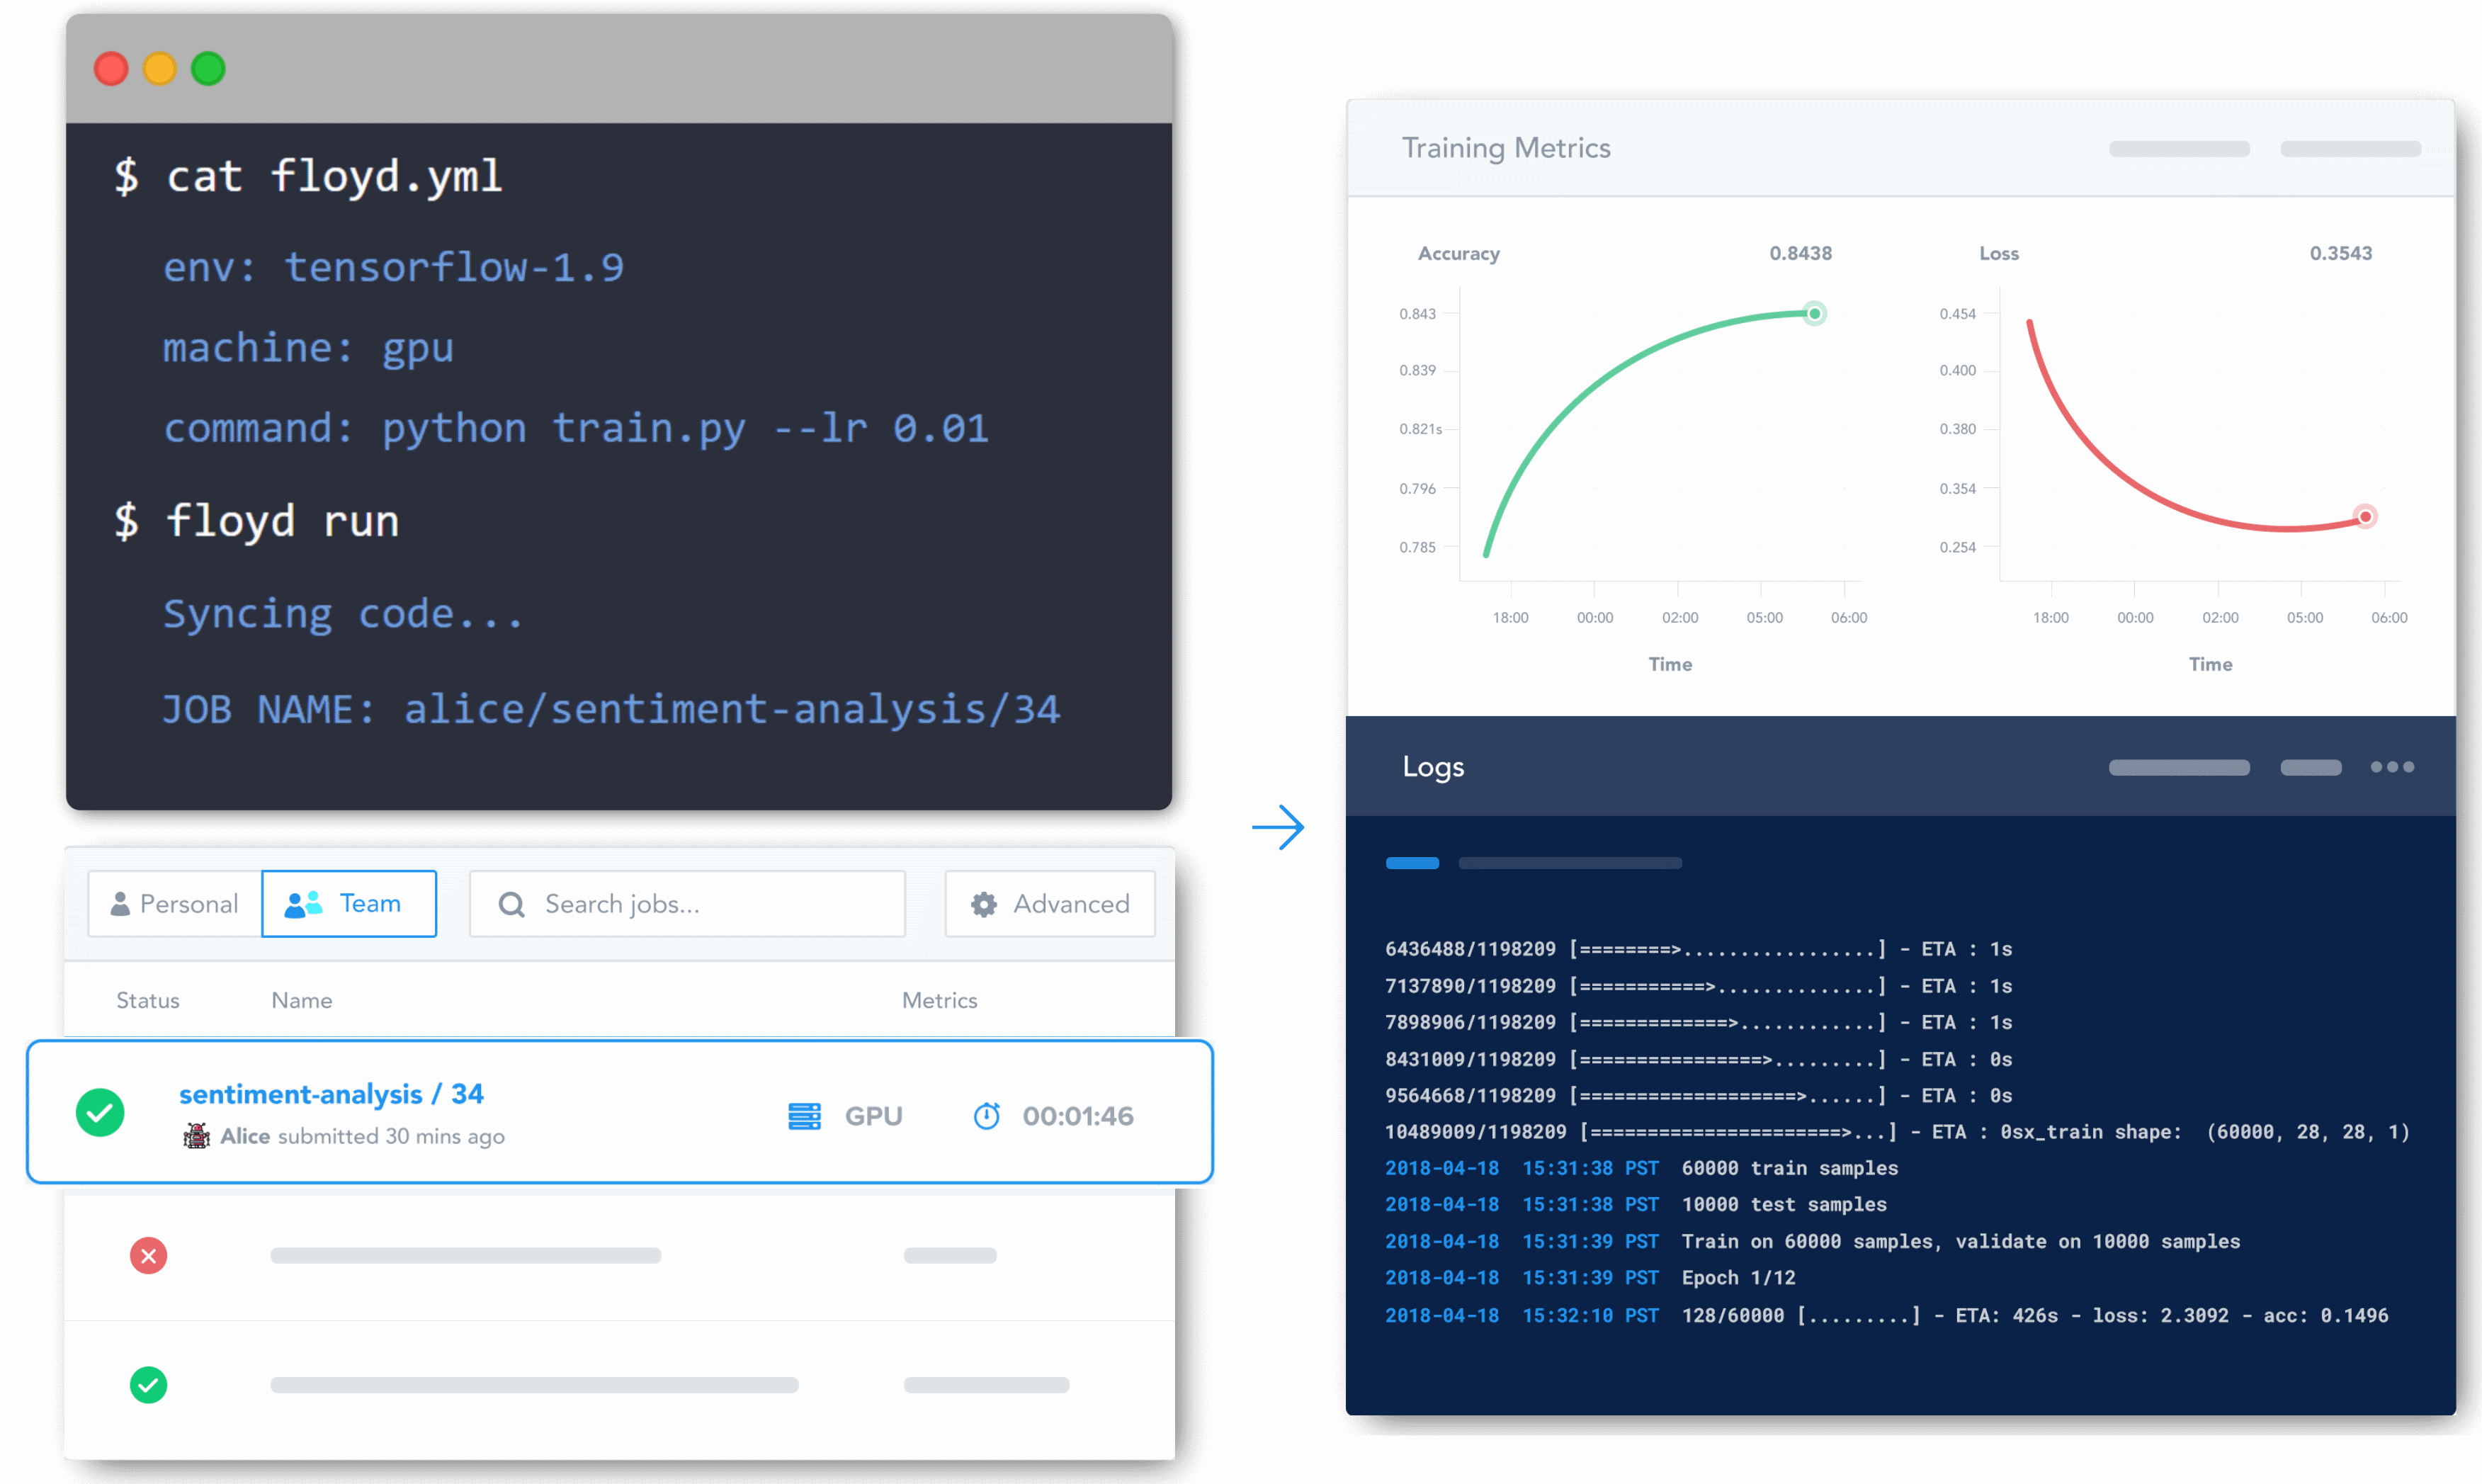 $ cat floyd.yml
env: tensorflow-1.9
machine: gpu
command: python train.py --lr 0.01
$ floyd run
Syncing code...
JOB NAME: alice/sentiment-analysis/34
Personal Team Search jobs... Advanced
Status Name Metrics
sentiment-analysis / 34
Alice submitted 30 mins ago
GPU 00:01:46
Training Metrics
Accuracy 0.8438
0.843
0.839
0.821s
0.796
0.785
18:00 00:00 02:00 05:00 06:00
Time
Loss 0.3543
0.454
0.400
0.380
0.354
0.254
18:00 00:00 02:00 05:00 06:00
Time
Logs
6436488/1198209 [========>.................] - ETA : 1s
7137890/1198209 [===========>..............] - ETA : 1s
7898906/1198209 [=============>............] - ETA : 1s
8431009/1198209 [================>.........] - ETA : 0s
9564668/1198209 [===================>......] - ETA : 0s
10489009/1198209 [======================>...] - ETA : 0sx_train shape: (60000, 28, 28, 1)
2018-04-18 15:31:38 PST 60000 train samples
2018-04-18 15:31:38 PST 10000 test samples
2018-04-18 15:31:39 PST Train on 60000 samples, validate on 10000 samples
2018-04-18 15:31:39 PST Epoch 1/12
2018-04-18 15:32:10 PST 128/60000 [.........] - ETA: 426s - loss: 2.3092 - acc: 0.1496